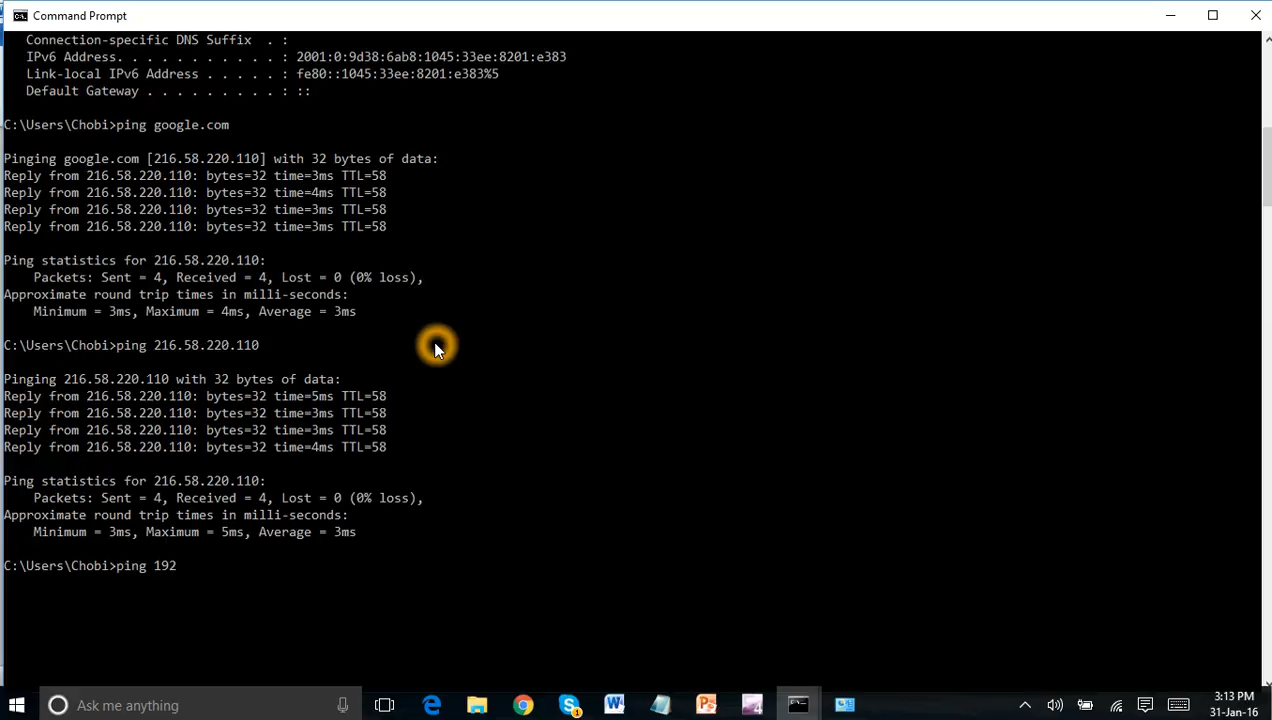 Command Prompt
Connection-specific DNS Suffix . :
IPv6 Address. . . . . . . . . . . : 2001:0:9d38:6ab8:1045:33ee:8201:e383
Link-local IPv6 Address . . . . . : fe80::1045:33ee:8201:e383%5
Default Gateway . . . . . . . . . : ::
C:\Users\Chobi>ping google.com
Pinging google.com [216.58.220.110] with 32 bytes of data:
Reply from 216.58.220.110: bytes=32 time=3ms TTL=58
Reply from 216.58.220.110: bytes=32 time=4ms TTL=58
Reply from 216.58.220.110: bytes=32 time=3ms TTL=58
Reply from 216.58.220.110: bytes=32 time=3ms TTL=58
Ping statistics for 216.58.220.110:
Packets: Sent = 4, Received = 4, Lost = 0 (0% loss),
Approximate round trip times in milli-seconds:
Minimum = 3ms, Maximum = 4ms, Average = 3ms
C:\Users\Chobi>ping 216.58.220.110
Pinging 216.58.220.110 with 32 bytes of data:
Reply from 216.58.220.110: bytes=32 time=5ms TTL=58
Reply from 216.58.220.110: bytes=32 time=3ms TTL=58
Reply from 216.58.220.110: bytes=32 time=3ms TTL=58
Reply from 216.58.220.110: bytes=32 time=4ms TTL=58
Ping statistics for 216.58.220.110:
Packets: Sent = 4, Received = 4, Lost = 0 (0% loss),
Approximate round trip times in milli-seconds:
Minimum = 3ms, Maximum = 5ms, Average = 3ms
C:\Users\Chobi>ping 192
Ask me anything
3:13 PM
31-Jan-16